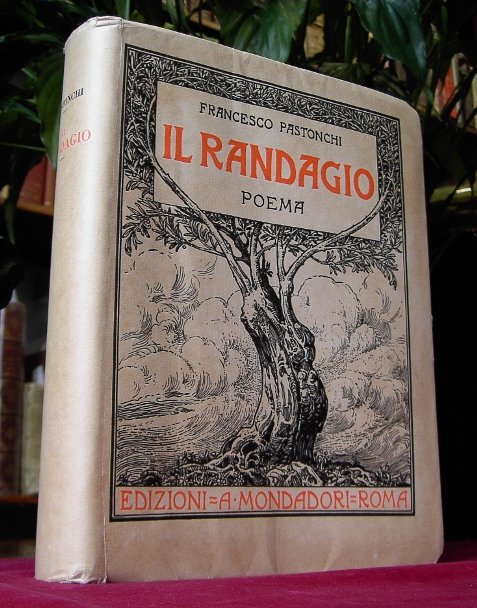 FRANCESCO PASTONCHI
IL RANDAGIO
POEMA
EDIZIONI=A·MONDADORI=ROMA